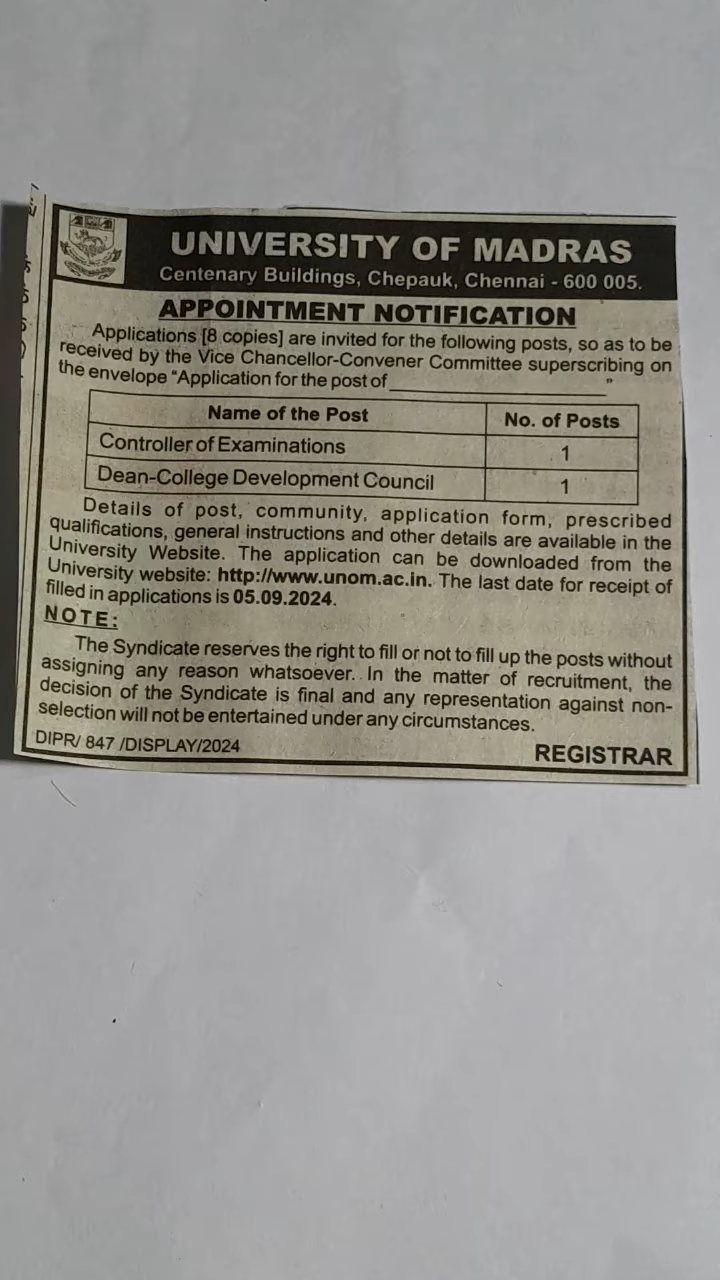 UNIVERSITY OF MADRAS
Centenary Buildings, Chepauk, Chennai - 600 005.
APPOINTMENT NOTIFICATION
Applications [8 copies] are invited for the following posts, so as to be
received by the Vice Chancellor-Convener Committee superscribing on
the envelope "Application for the post of ____________________"
Name of the Post No. of Posts
Controller of Examinations 1
Dean-College Development Council 1
Details of post, community, application form, prescribed
qualifications, general instructions and other details are available in the
University Website. The application can be downloaded from the
University website: http://www.unom.ac.in. The last date for receipt of
filled in applications is 05.09.2024.
NOTE:
The Syndicate reserves the right to fill or not to fill up the posts without
assigning any reason whatsoever. In the matter of recruitment, the
decision of the Syndicate is final and any representation against non-
selection will not be entertained under any circumstances.
DIPR/ 847 /DISPLAY/2024 REGISTRAR